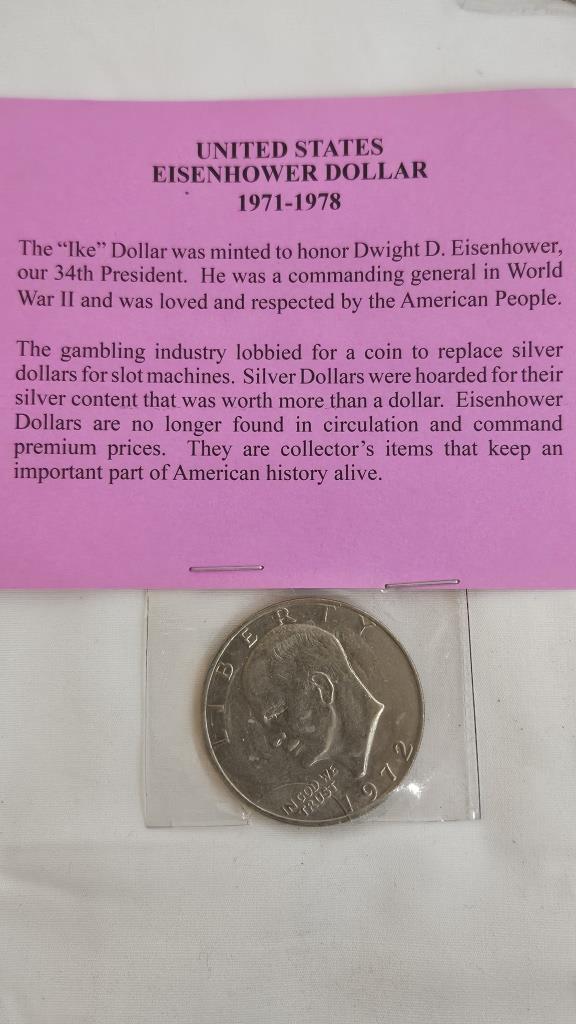 UNITED STATES
EISENHOWER DOLLAR
1971-1978
The “Ike” Dollar was minted to honor Dwight D. Eisenhower,
our 34th President. He was a commanding general in World
War II and was loved and respected by the American People.
The gambling industry lobbied for a coin to replace silver
dollars for slot machines. Silver Dollars were hoarded for their
silver content that was worth more than a dollar. Eisenhower
Dollars are no longer found in circulation and command
premium prices. They are collector’s items that keep an
important part of American history alive.
LIBERTY
IN GOD WE
TRUST
1972